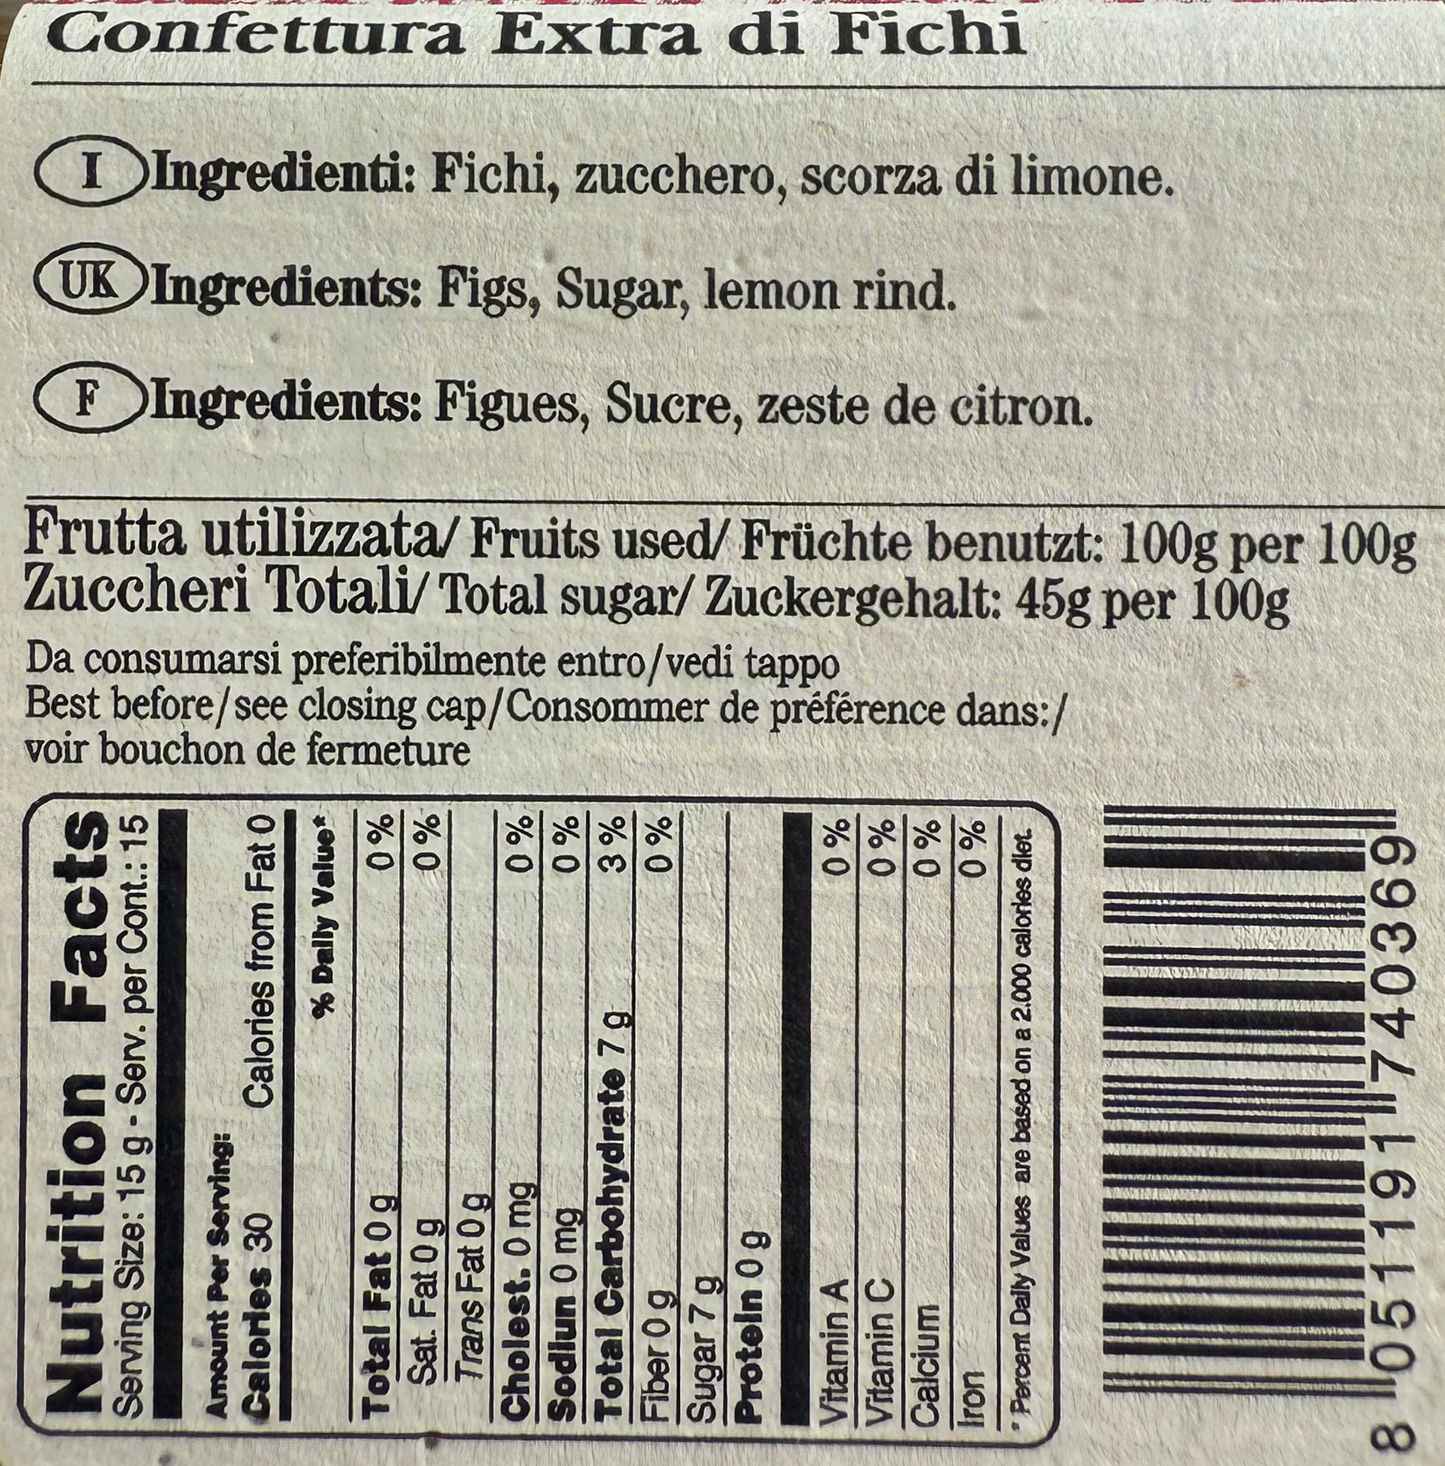 Confettura Extra di Fichi
I Ingredienti: Fichi, zucchero, scorza di limone.
UK Ingredients: Figs, Sugar, lemon rind.
F Ingredients: Figues, Sucre, zeste de citron.
Frutta utilizzata/ Fruits used/ Früchte benutzt: 100g per 100g
Zuccheri Totali/ Total sugar/ Zuckergehalt: 45g per 100g
Da consumarsi preferibilmente entro/vedi tappo
Best before/see closing cap/Consommer de préférence dans:/
voir bouchon de fermeture
Nutrition Facts
Serving Size: 15 g - Serv. per Cont.: 15
Amount Per Serving:
Calories 30 Calories from Fat 0
% Daily Value*
Total Fat 0 g 0 %
Sat. Fat 0 g 0 %
Trans Fat 0 g
Cholest. 0 mg 0 %
Sodiun 0 mg 0 %
Total Carbohydrate 7 g 3 %
Fiber 0 g 0 %
Sugar 7 g
Protein 0 g
Vitamin A 0 %
Vitamin C 0 %
Calcium 0 %
Iron 0 %
* Percent Daily Values are based on a 2.000 calories diet.
8 051191 740369